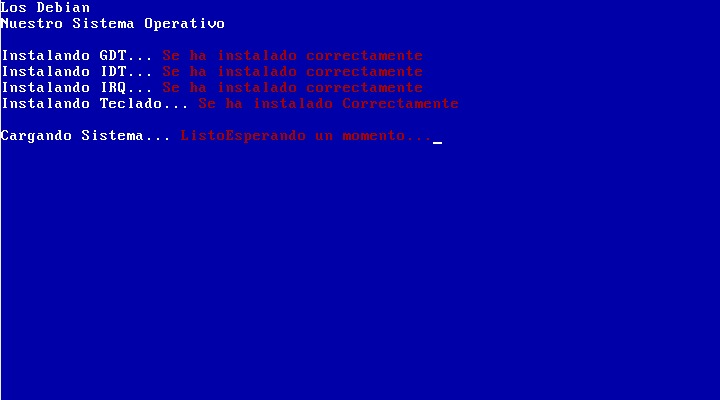 Los Debian
Nuestro Sistema Operativo
Instalando GDT... Se ha instalado correctamente
Instalando IDT... Se ha instalado correctamente
Instalando IRQ... Se ha instalado correctamente
Instalando Teclado... Se ha instalado Correctamente
Cargando Sistema... ListoEsperando un momento..._